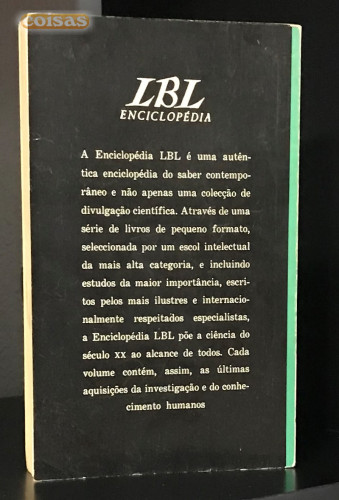 coisas
LBL
ENCICLOPÉDIA
A Enciclopédia LBL é uma autên-
tica enciclopédia do saber contempo-
râneo e não apenas uma colecção de
divulgação científica. Através de uma
série de livros de pequeno formato,
seleccionada por um escol intelectual
da mais alta categoria, e incluindo
estudos da maior importância, escri-
tos pelos mais ilustres e internacio-
nalmente respeitados especialistas,
a Enciclopédia LBL põe a ciência do
século XX ao alcance de todos. Cada
volume contém, assim, as últimas
aquisições da investigação e do conhe-
cimento humanos